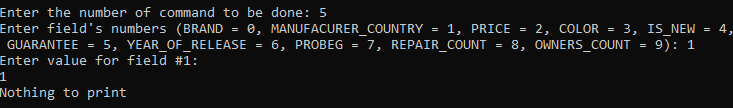 Enter the number of command to be done: 5
Enter field's numbers (BRAND = 0, MANUFACURER_COUNTRY = 1, PRICE = 2, COLOR = 3, IS_NEW = 4,
GUARANTEE = 5, YEAR_OF_RELEASE = 6, PROBEG = 7, REPAIR_COUNT = 8, OWNERS_COUNT = 9): 1
Enter value for field #1:
1
Nothing to print